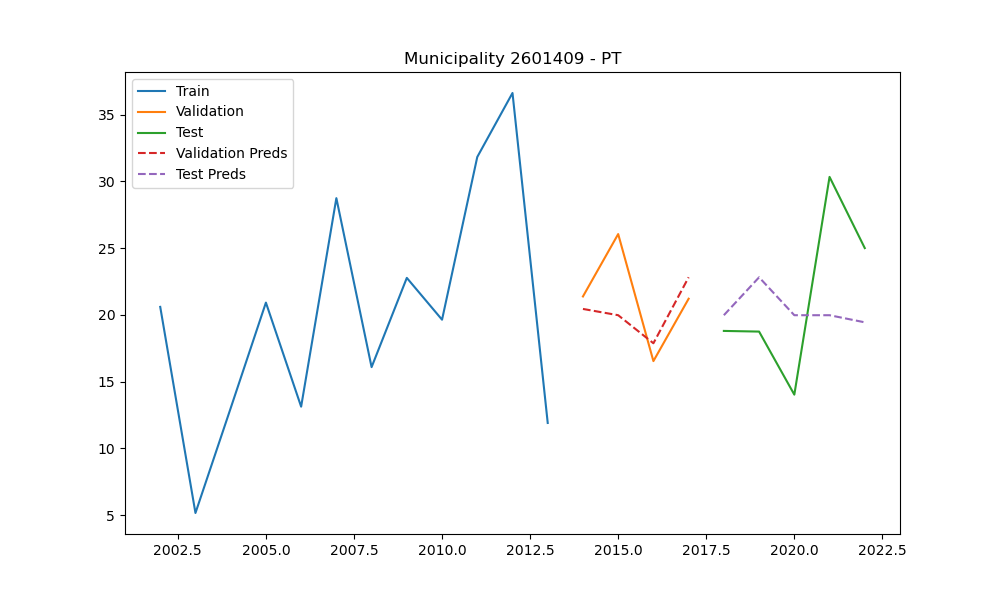 Municipality 2601409 - PT
Train
Validation
Test
Validation Preds
Test Preds
35
30
25
20
15
10
5
2002.5 2005.0 2007.5 2010.0 2012.5 2015.0 2017.5 2020.0 2022.5